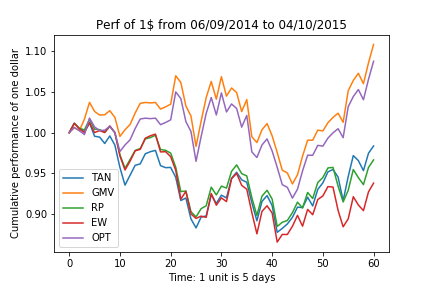 Perf of 1$ from 06/09/2014 to 04/10/2015
Cumulative performence of one dollar
1.10
1.05
1.00
0.95
0.90
TAN
GMV
RP
EW
OPT
0 10 20 30 40 50 60
Time: 1 unit is 5 days